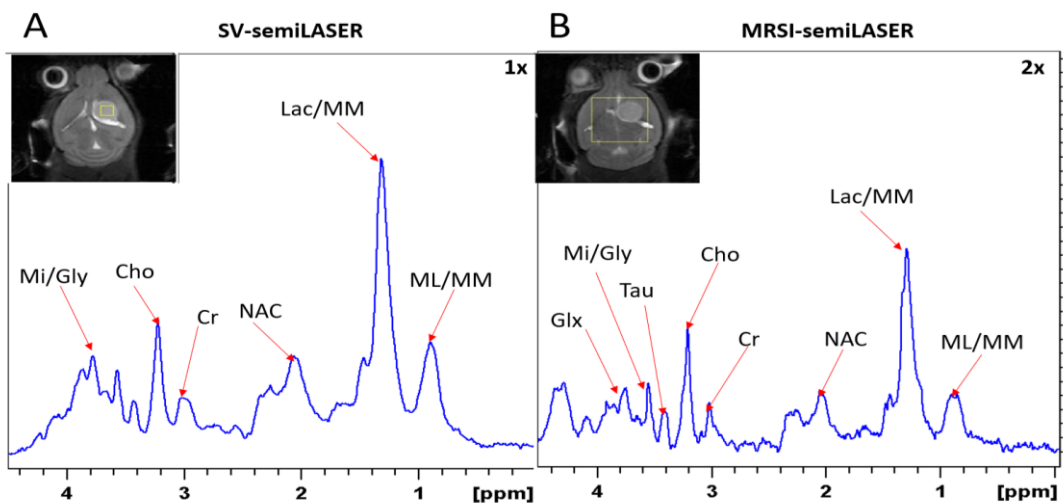 A
SV-semiLASER
1x
Lac/MM
Mi/Gly
Cho
Cr
NAC
ML/MM
4
3
2
1
[ppm]
B
MRSI-semiLASER
2x
Lac/MM
Mi/Gly
Cho
Tau
Glx
Cr
NAC
ML/MM
4
3
2
1
[ppm]